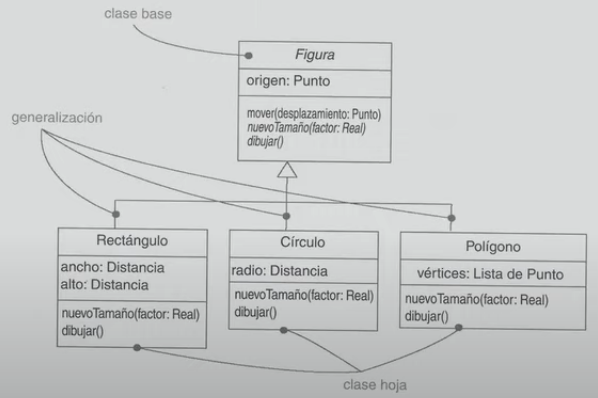 clase base
Figura
origen: Punto
mover(desplazamiento: Punto)
nuevoTamaño(factor: Real)
dibujar()
generalización
Rectángulo
ancho: Distancia
alto: Distancia
nuevoTamaño(factor: Real)
dibujar()
Círculo
radio: Distancia
nuevoTamaño(factor: Real)
dibujar()
Polígono
vértices: Lista de Punto
nuevoTamaño(factor: Real)
dibujar()
clase hoja